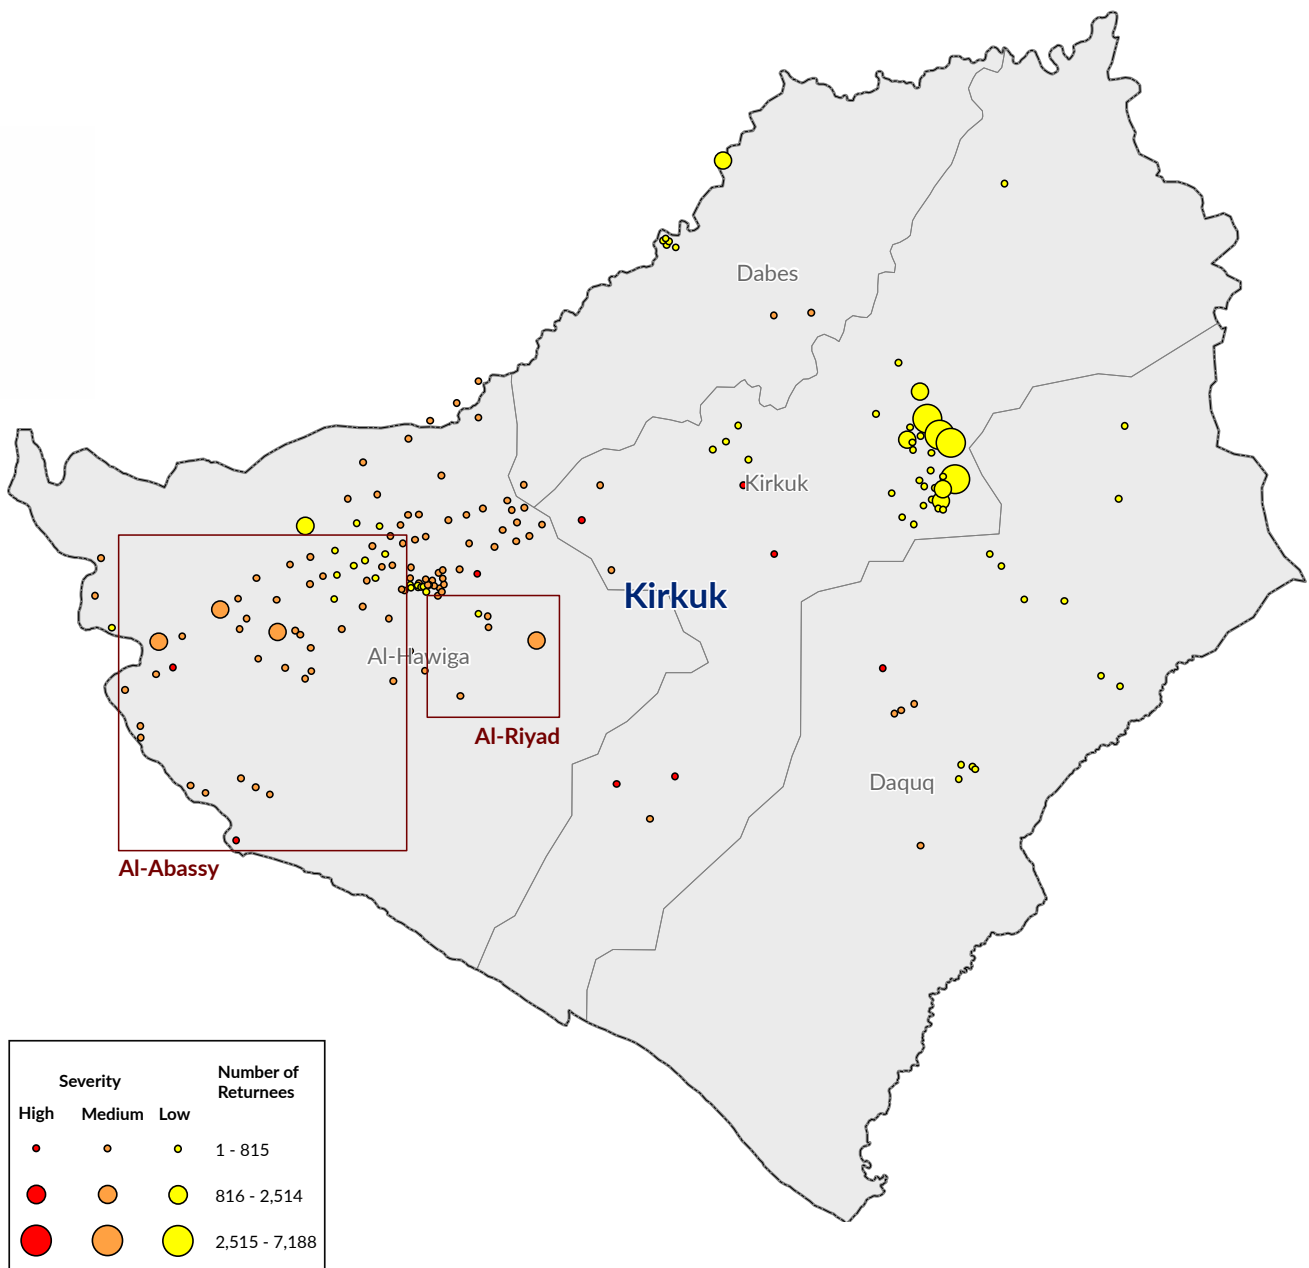 Dabes
Kirkuk
Kirkuk
Al-Hawiga
Al-Riyad
Daquq
Al-Abassy
Severity
Number of
Returnees
High
Medium
Low
1 - 815
816 - 2,514
2,515 - 7,188